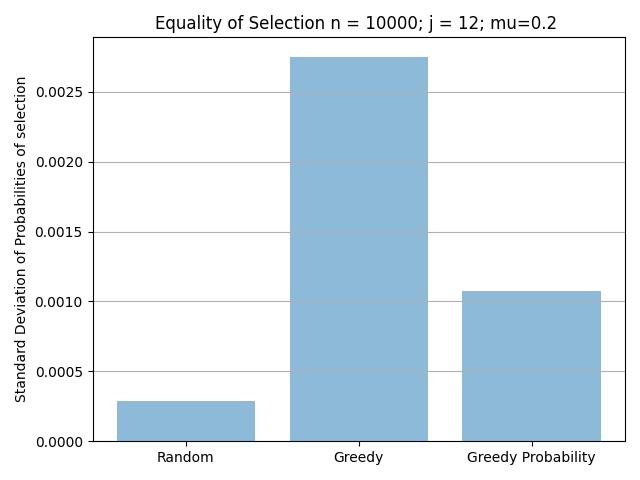 Equality of Selection n = 10000; j = 12; mu=0.2
Standard Deviation of Probabilities of selection
0.0025
0.0020
0.0015
0.0010
0.0005
0.0000
Random
Greedy
Greedy Probability